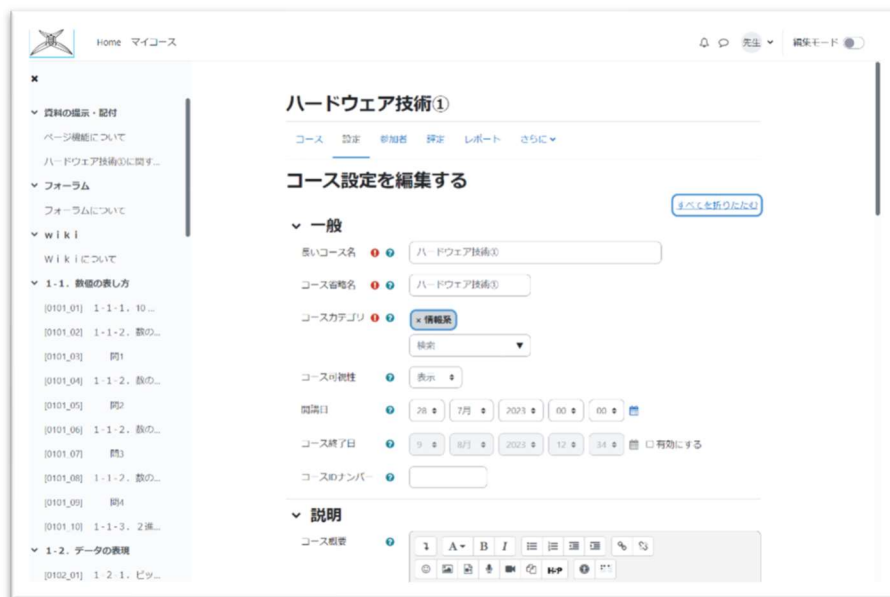 Home マイコース
先生 編集モード
×
資料の提示・配付
ページ機能について
ハードウェア技術①に関す...
フォーラム
フォーラムについて
wiki
Wikiについて
1-1．数値の表し方
[0101_01] 1-1-1．10 ...
[0101_02] 1-1-2．数の...
[0101_03] 問1
[0101_04] 1-1-2．数の...
[0101_05] 問2
[0101_06] 1-1-2．数の...
[0101_07] 問3
[0101_08] 1-1-2．数の...
[0101_09] 問4
[0101_10] 1-1-3．2進...
1-2．データの表現
[0102_01] 1-2-1．ビッ...
ハードウェア技術①
コース 設定 参加者 評定 レポート さらに
コース設定を編集する
すべてを折りたたむ
一般
長いコース名 ハードウェア技術①
コース省略名 ハードウェア技術①
コースカテゴリ × 情報系
検索
コース可視性 表示
開講日 28 7月 2023 00 00
コース終了日 9 8月 2023 12 34 有効にする
コースIDナンバー
説明
コース概要
A B I
H-P